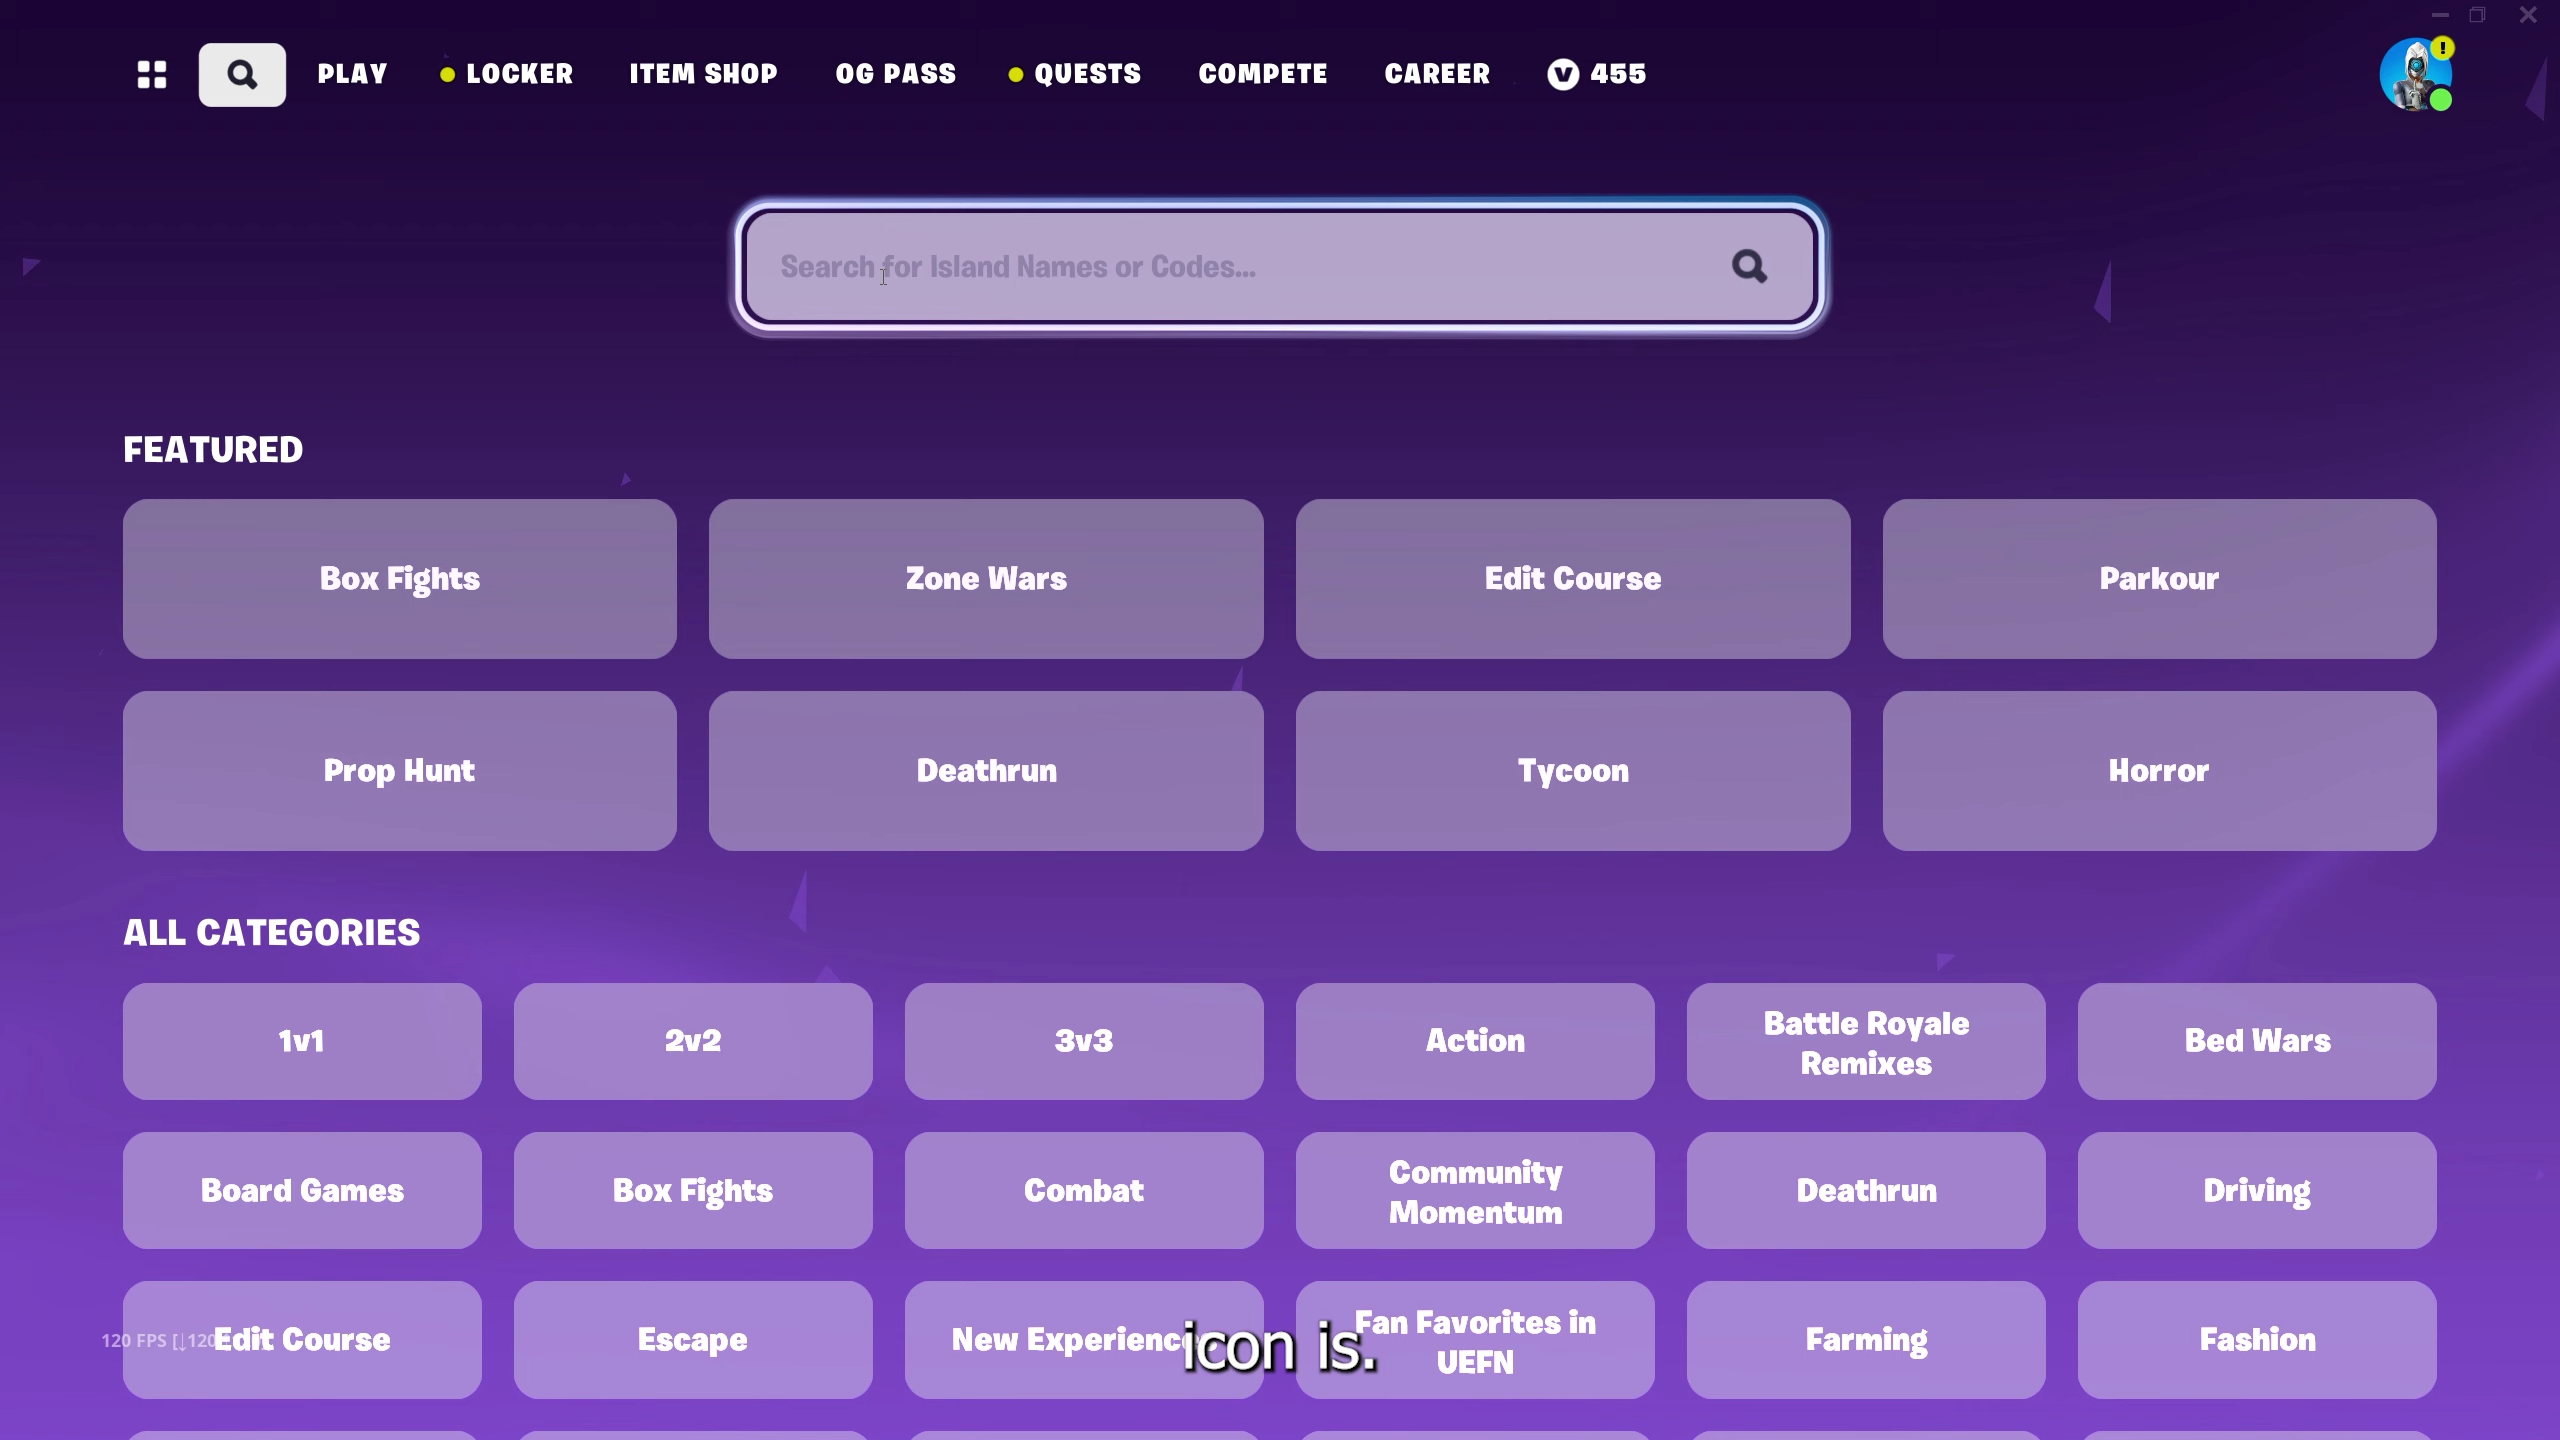 PLAY LOCKER ITEM SHOP OG PASS QUESTS COMPETE CAREER V 455 !
Search for Island Names or Codes...
FEATURED
Box Fights
Zone Wars
Edit Course
Parkour
Prop Hunt
Deathrun
Tycoon
Horror
ALL CATEGORIES
1v1
2v2
3v3
Action
Battle Royale
Remixes
Bed Wars
Board Games
Box Fights
Combat
Community
Momentum
Deathrun
Driving
120 FPS [↓120
Edit Course
Escape
New Experience
Fan Favorites in
UEFN
Farming
Fashion
icon is.